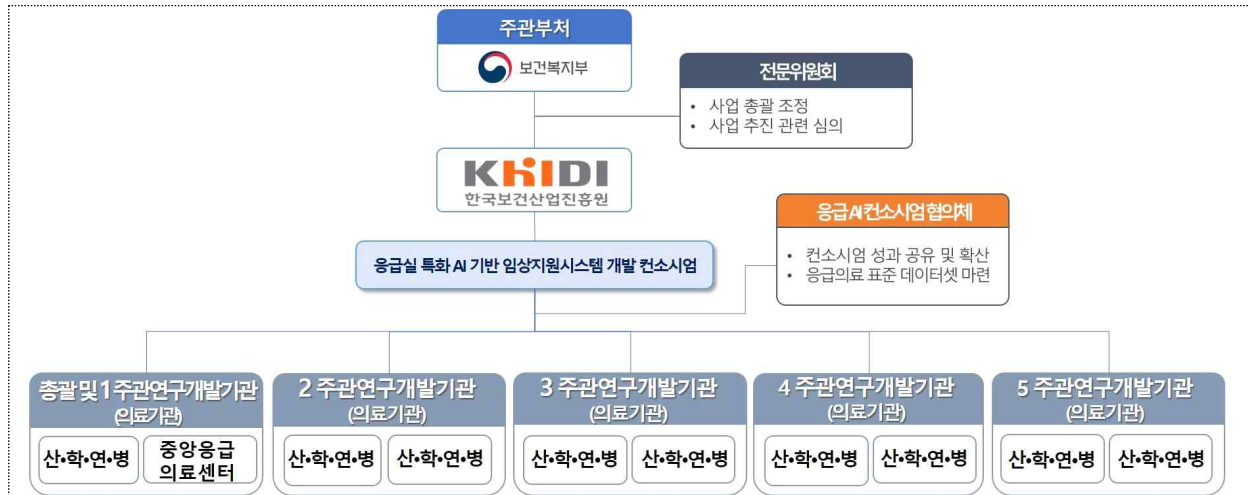 주관부처
보건복지부
전문위원회
• 사업 총괄 조정
• 사업 추진 관련 심의
KHIDI
한국보건산업진흥원
응급AI컨소시엄협의체
• 컨소시엄 성과 공유 및 확산
• 응급의료 표준 데이터셋 마련
응급실 특화 AI 기반 임상지원시스템 개발 컨소시엄
총괄 및 1 주관연구개발기관
(의료기관)
산•학•연•병
중앙응급
의료센터
2 주관연구개발기관
(의료기관)
산•학•연•병
산•학•연•병
3 주관연구개발기관
(의료기관)
산•학•연•병
산•학•연•병
4 주관연구개발기관
(의료기관)
산•학•연•병
산•학•연•병
5 주관연구개발기관
(의료기관)
산•학•연•병
산•학•연•병